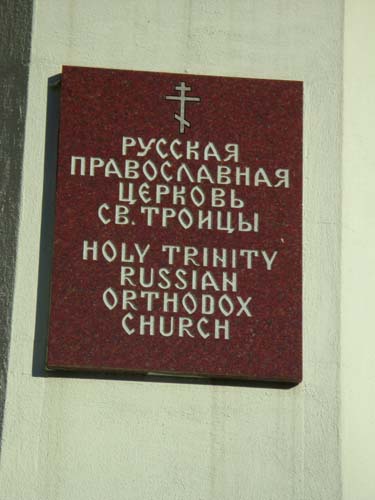 РУССКАЯ
ПРАВОСЛАВНАЯ
ЦЕРКОВЬ
СВ. ТРОИЦЫ
HOLY TRINITY
RUSSIAN
ORTHODOX
CHURCH